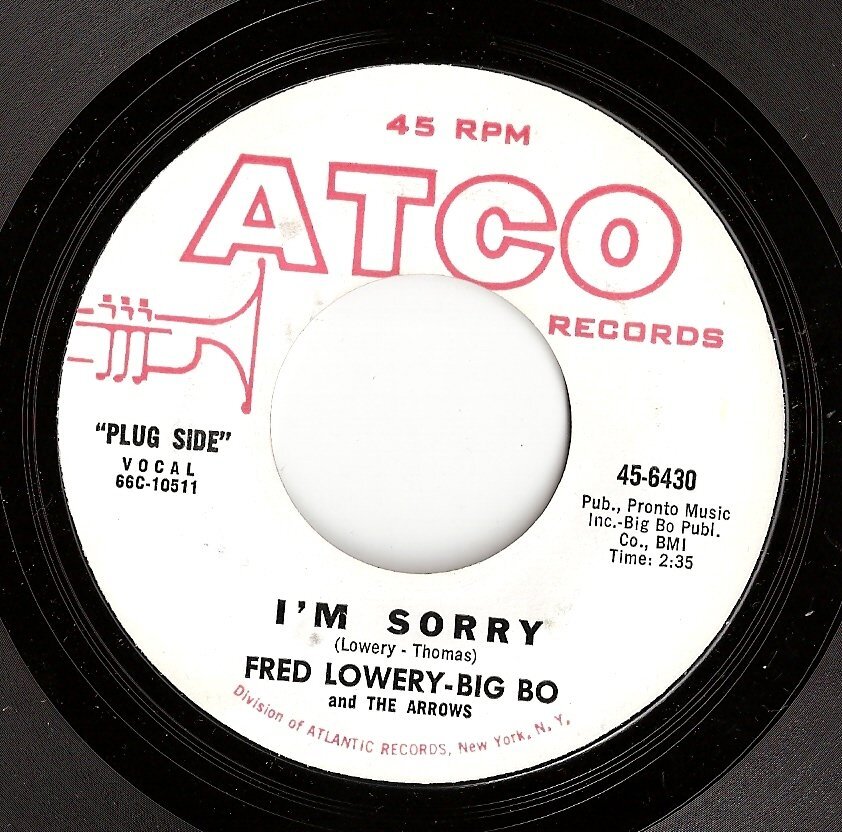 45 RPM
ATCO
RECORDS
"PLUG SIDE"
VOCAL
66C-10511
45-6430
Pub., Pronto Music
Inc.-Big Bo Publ.
Co., BMI
Time: 2:35
I'M SORRY
(Lowery - Thomas)
FRED LOWERY-BIG BO
and THE ARROWS
Division of ATLANTIC RECORDS, New York, N. Y.